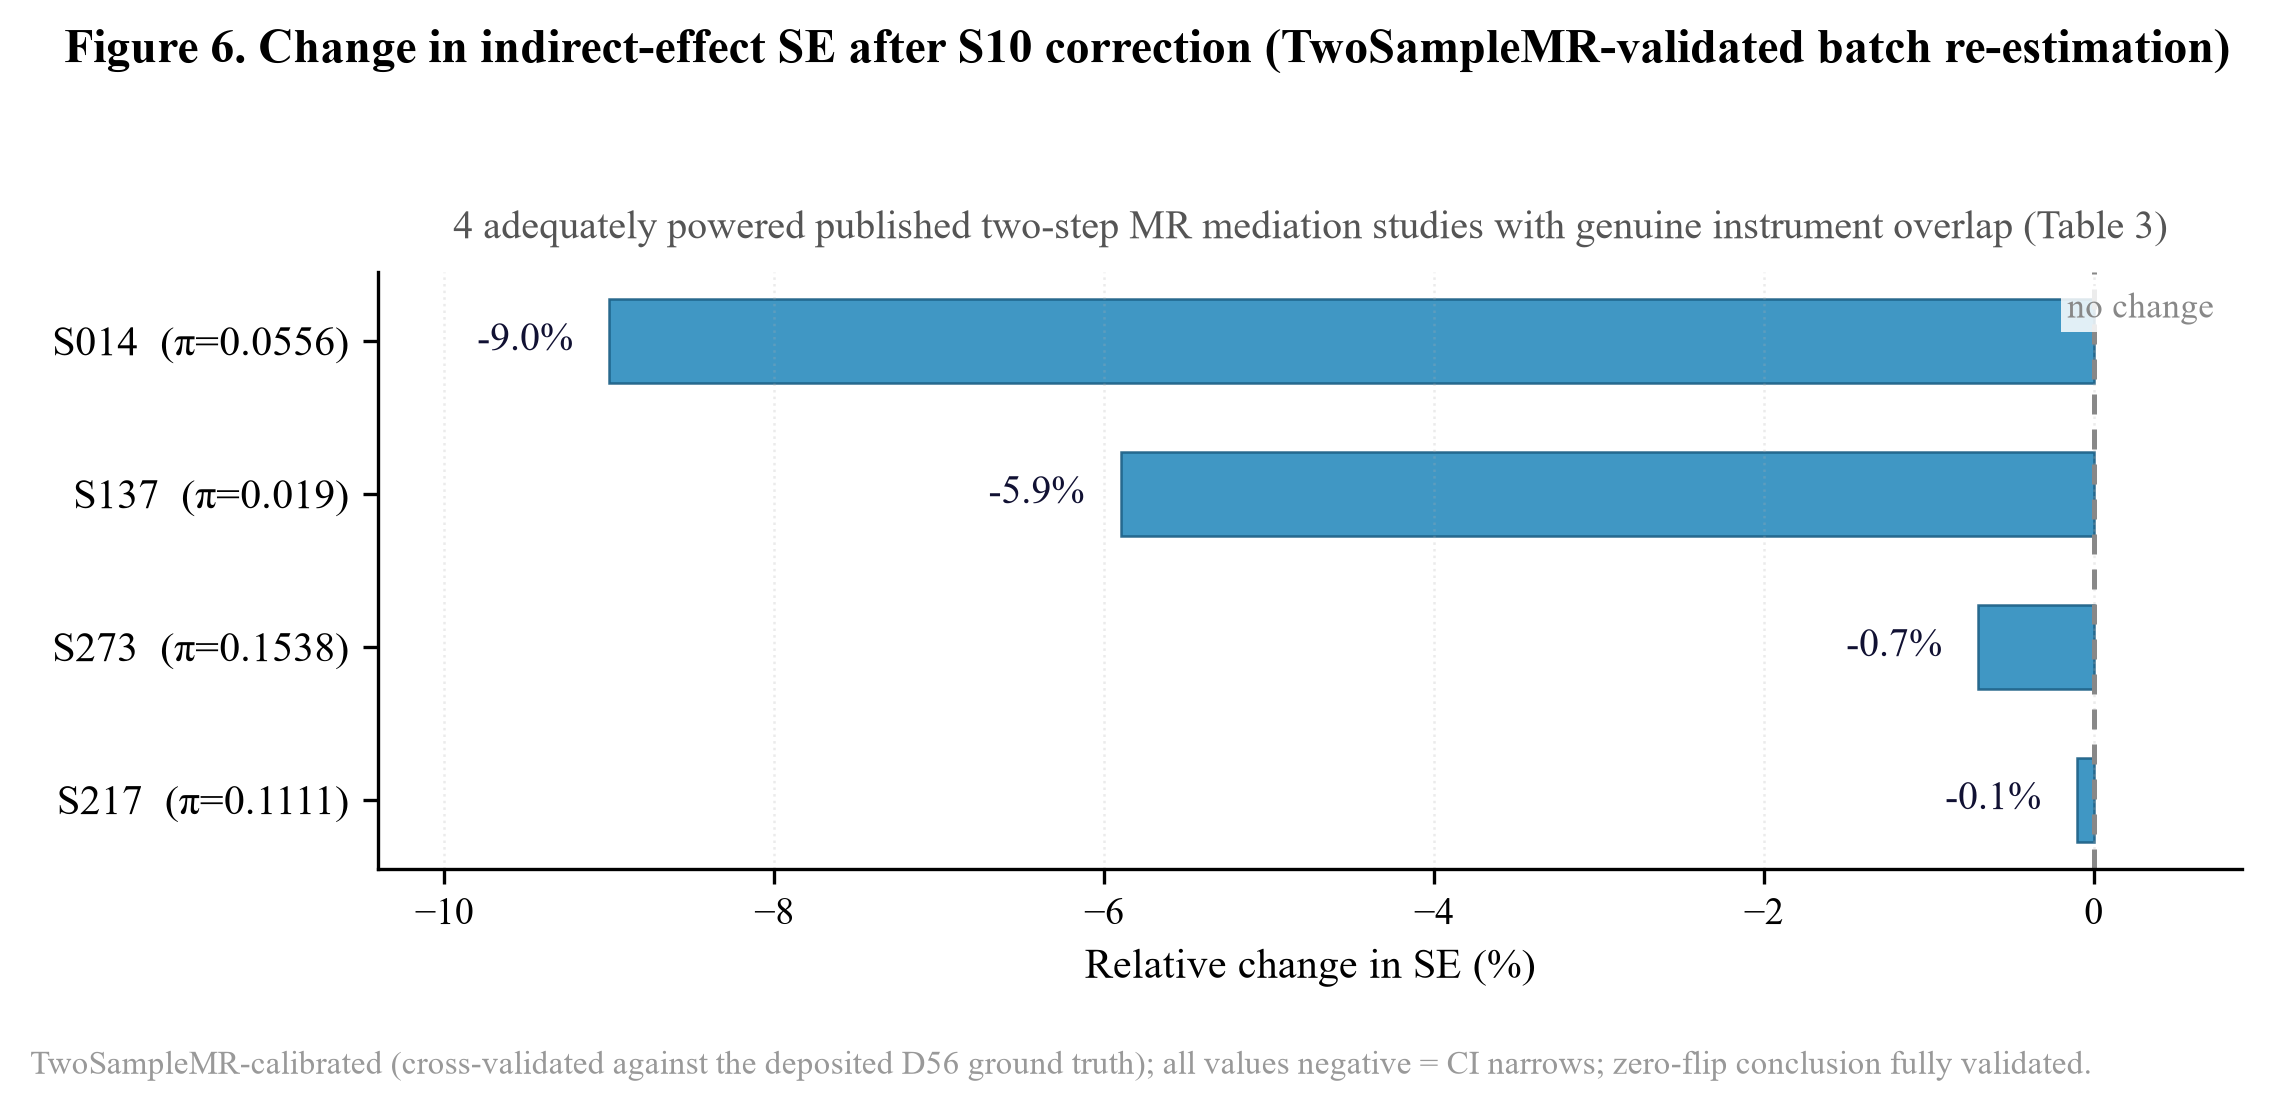 Figure 6. Change in indirect-effect SE after S10 correction (TwoSampleMR-validated batch re-estimation)
4 adequately powered published two-step MR mediation studies with genuine instrument overlap (Table 3)
no change
S014 (π=0.0556)
-9.0%
S137 (π=0.019)
-5.9%
S273 (π=0.1538)
-0.7%
S217 (π=0.1111)
-0.1%
−10 −8 −6 −4 −2 0
Relative change in SE (%)
TwoSampleMR-calibrated (cross-validated against the deposited D56 ground truth); all values negative = CI narrows; zero-flip conclusion fully validated.